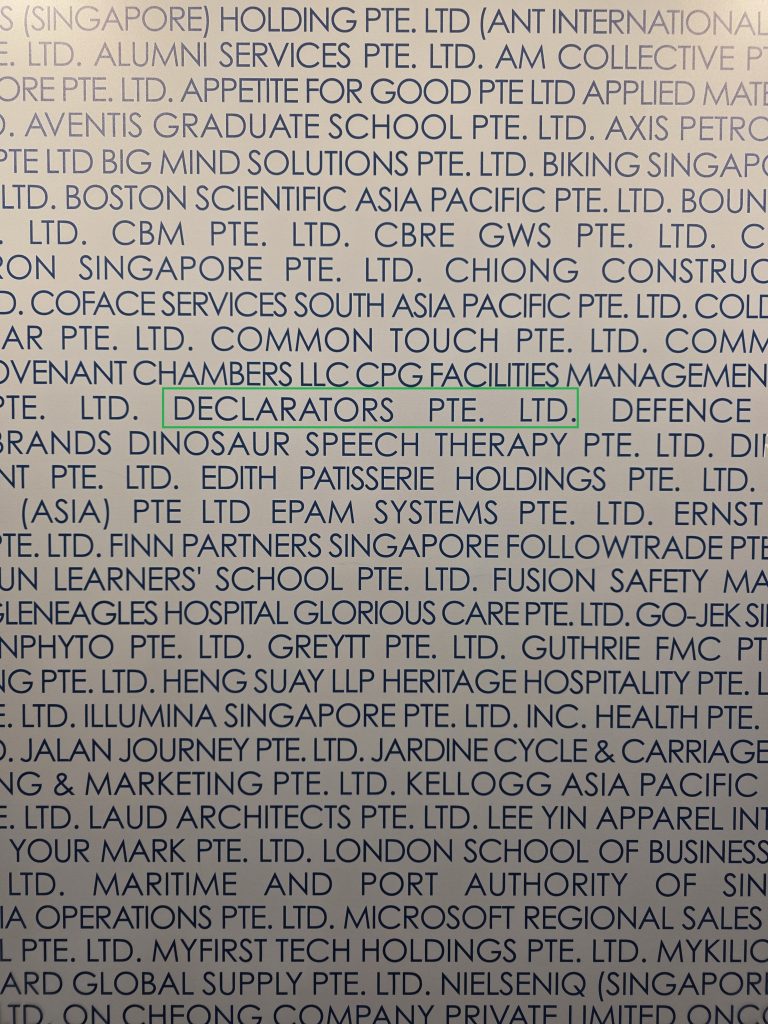 S (SINGAPORE) HOLDING PTE. LTD (ANT INTERNATIONAL
E. LTD. ALUMNI SERVICES PTE. LTD. AM COLLECTIVE PT
ORE PTE. LTD. APPETITE FOR GOOD PTE LTD APPLIED MATE
D. AVENTIS GRADUATE SCHOOL PTE. LTD. AXIS PETRO
PTE LTD BIG MIND SOLUTIONS PTE. LTD. BIKING SINGAPO
LTD. BOSTON SCIENTIFIC ASIA PACIFIC PTE. LTD. BOUN
. LTD. CBM PTE. LTD. CBRE GWS PTE. LTD. C
RON SINGAPORE PTE. LTD. CHIONG CONSTRUC
D. COFACE SERVICES SOUTH ASIA PACIFIC PTE. LTD. COLD
AR PTE. LTD. COMMON TOUCH PTE. LTD. COMM
OVENANT CHAMBERS LLC CPG FACILITIES MANAGEMEN
PTE. LTD. DECLARATORS PTE. LTD. DEFENCE
BRANDS DINOSAUR SPEECH THERAPY PTE. LTD. DI
NT PTE. LTD. EDITH PATISSERIE HOLDINGS PTE. LTD.
(ASIA) PTE LTD EPAM SYSTEMS PTE. LTD. ERNST
PTE. LTD. FINN PARTNERS SINGAPORE FOLLOWTRADE PTE
UN LEARNERS' SCHOOL PTE. LTD. FUSION SAFETY MA
GLENEAGLES HOSPITAL GLORIOUS CARE PTE. LTD. GO-JEK SI
NPHYTO PTE. LTD. GREYTT PTE. LTD. GUTHRIE FMC PT
NG PTE. LTD. HENG SUAY LLP HERITAGE HOSPITALITY PTE. L
E. LTD. ILLUMINA SINGAPORE PTE. LTD. INC. HEALTH PTE.
D. JALAN JOURNEY PTE. LTD. JARDINE CYCLE & CARRIAGE
NG & MARKETING PTE. LTD. KELLOGG ASIA PACIFIC
E. LTD. LAUD ARCHITECTS PTE. LTD. LEE YIN APPAREL INT
YOUR MARK PTE. LTD. LONDON SCHOOL OF BUSINESS
LTD. MARITIME AND PORT AUTHORITY OF SIN
IA OPERATIONS PTE. LTD. MICROSOFT REGIONAL SALES
L PTE. LTD. MYFIRST TECH HOLDINGS PTE. LTD. MYKILIO
ARD GLOBAL SUPPLY PTE. LTD. NIELSENIQ (SINGAPOR
LTD. ON CHEONG COMPANY PRIVATE LIMITED ONCO